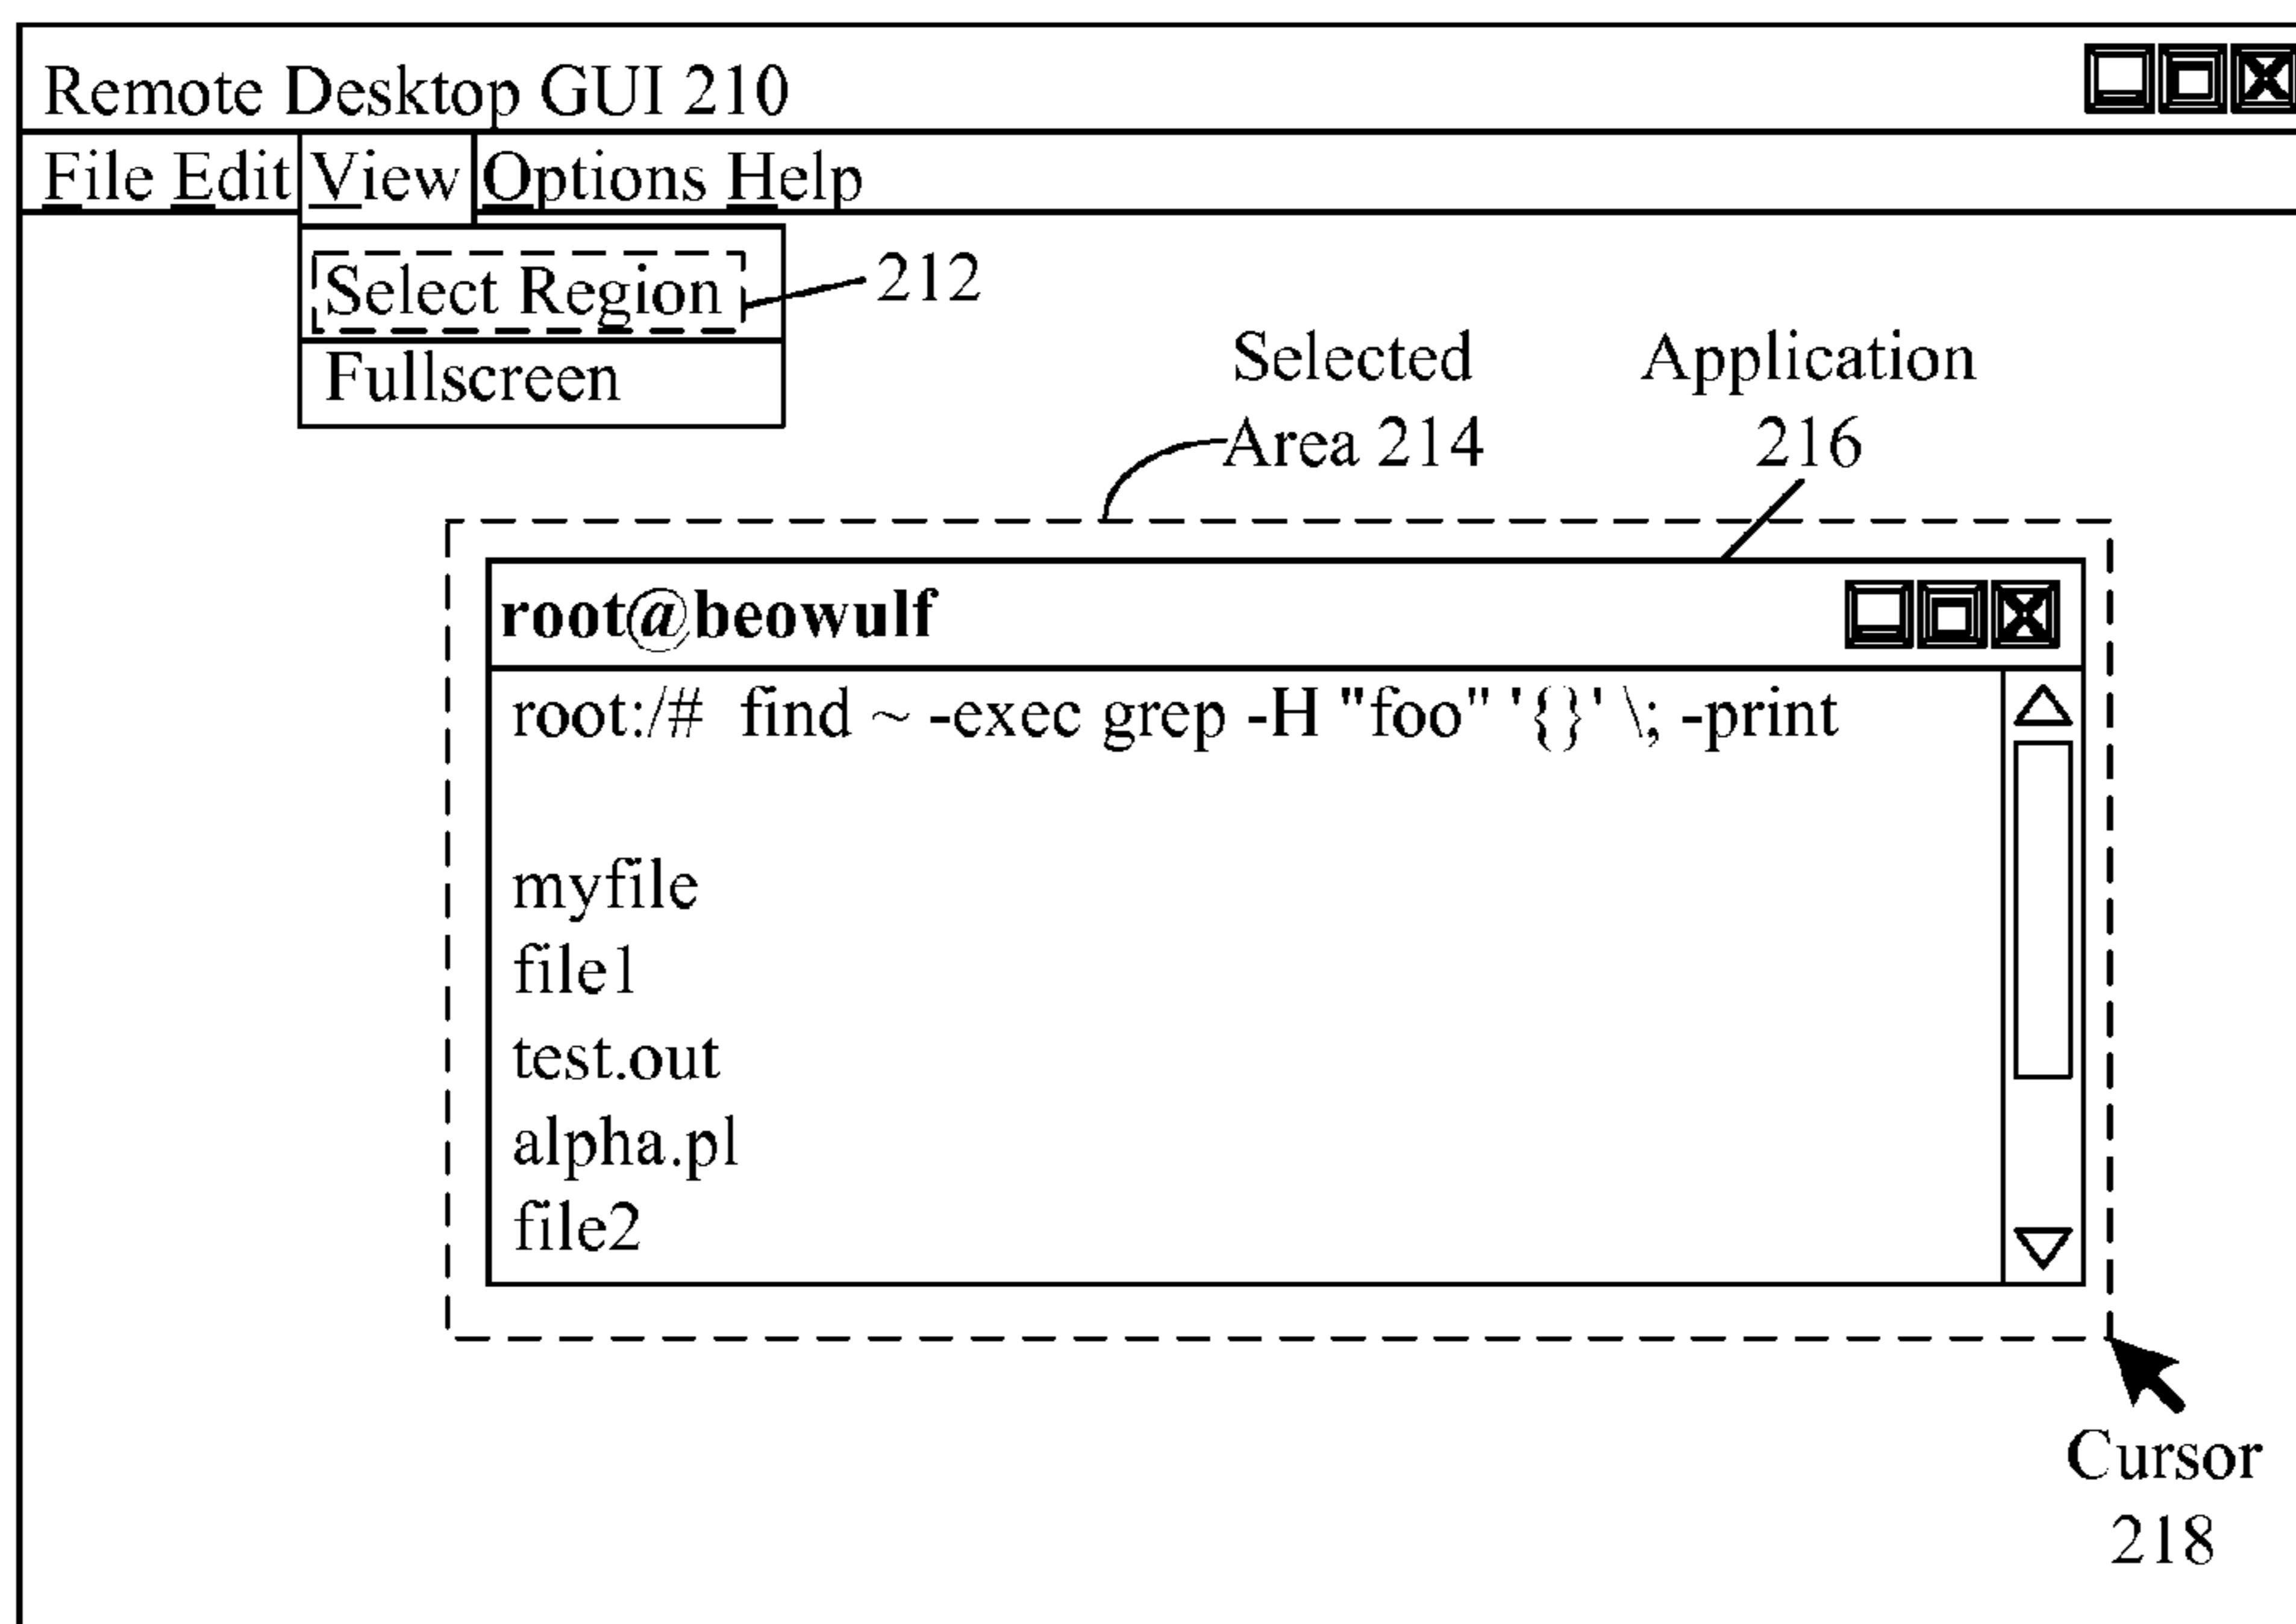 Remote Desktop GUI 210
File Edit View Options Help
Select Region
212
Fullscreen
Selected
Area 214
Application
216
root@beowulf
root:/#  find ~ -exec grep -H "foo" '{}' \; -print
myfile
file1
test.out
alpha.pl
file2
Cursor
218